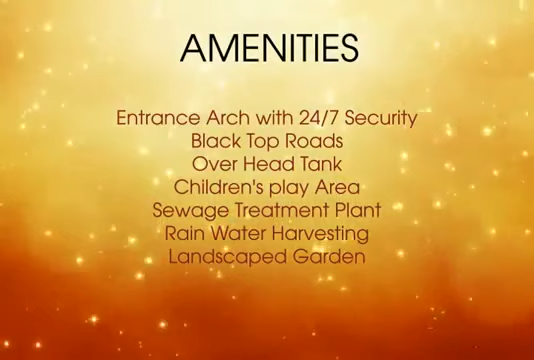 AMENITIES
Entrance Arch with 24/7 Security
Black Top Roads
Over Head Tank
Children's play Area
Sewage Treatment Plant
Rain Water Harvesting
Landscaped Garden